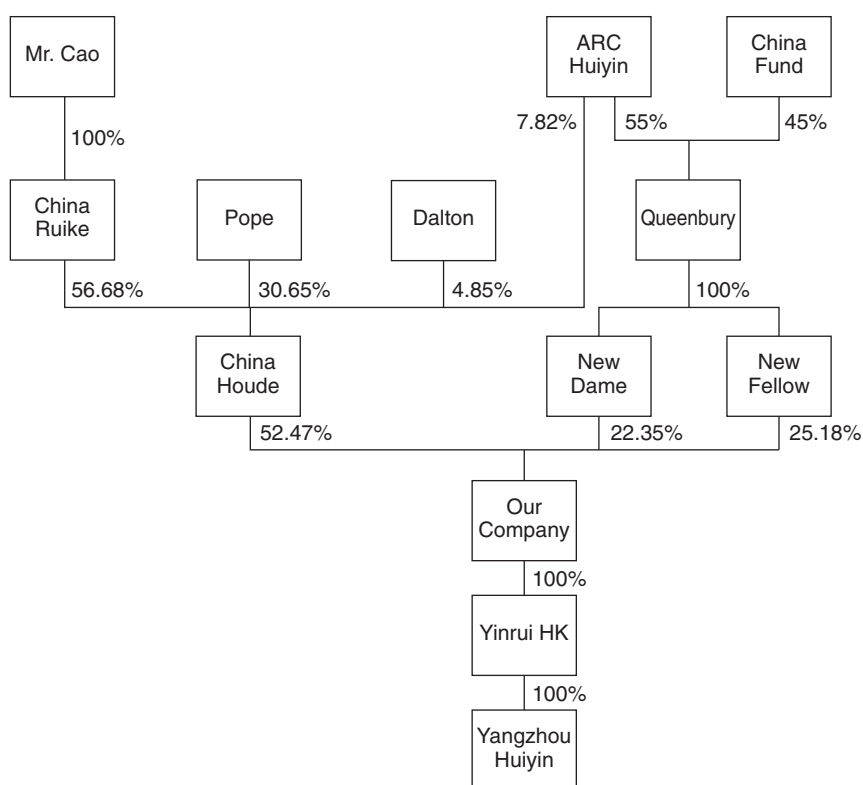 Mr. Cao
ARC
Huiyin
China
Fund
100%
7.82%
55%
45%
China
Ruike
Pope
Dalton
Queenbury
56.68%
30.65%
4.85%
100%
China
Houde
New
Dame
New
Fellow
52.47%
22.35%
25.18%
Our
Company
100%
Yinrui HK
100%
Yangzhou
Huiyin